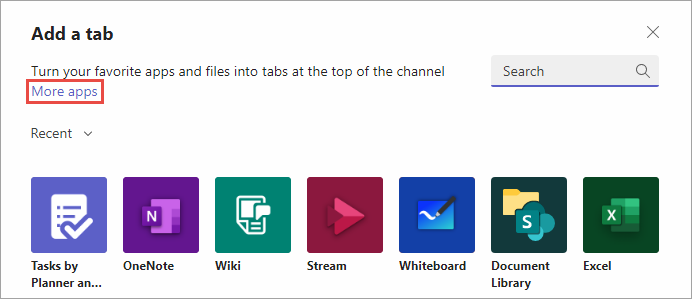 Add a tab
Turn your favorite apps and files into tabs at the top of the channel
More apps
Search
Recent
N
S
X
Tasks by
Planner an...
OneNote
Wiki
Stream
Whiteboard
Document
Library
Excel